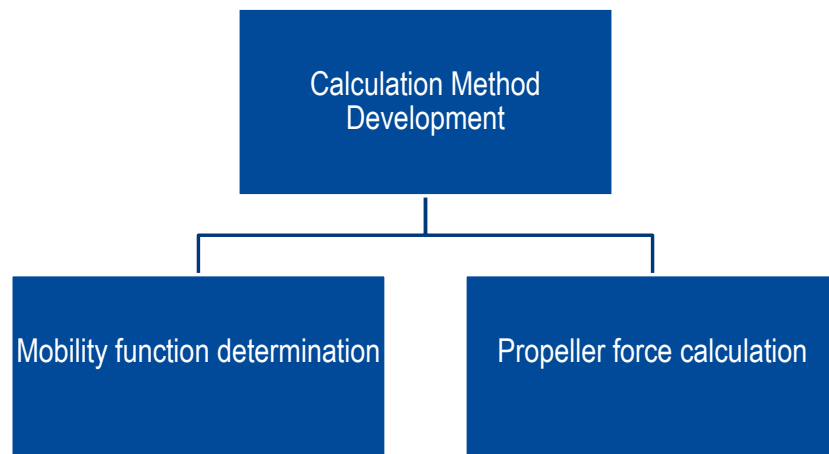 Calculation Method
Development
Mobility function determination
Propeller force calculation